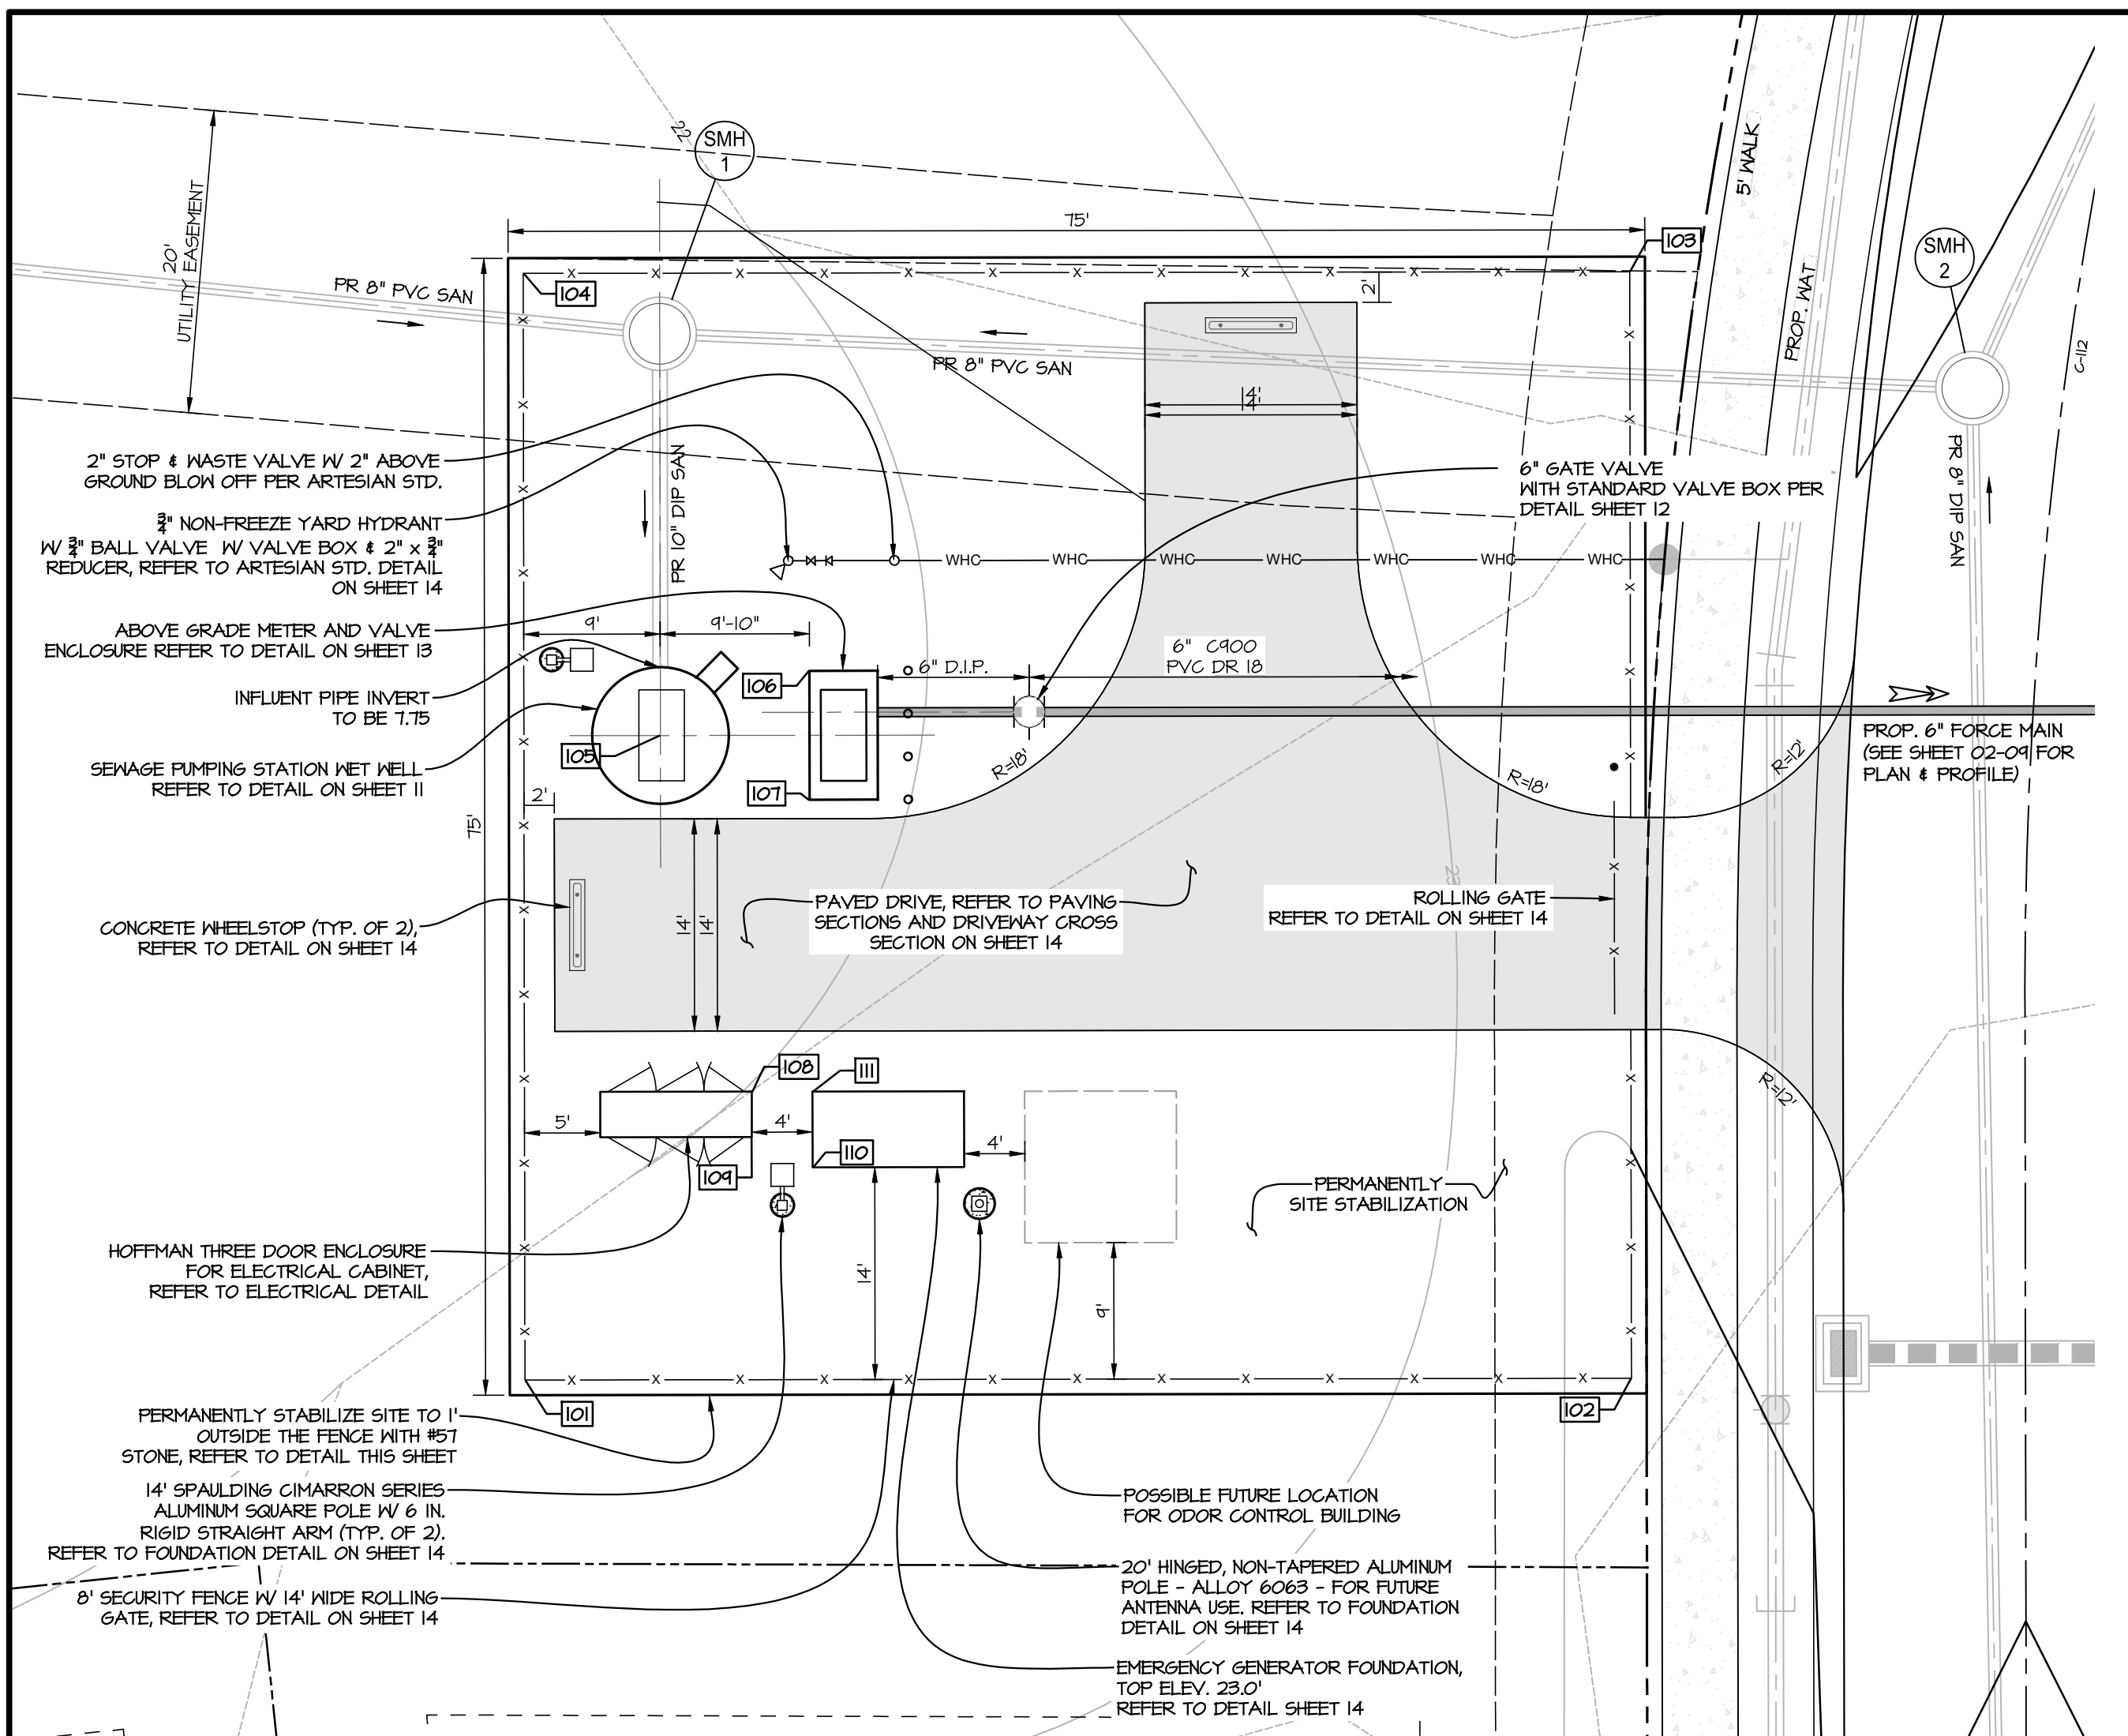 22
SMH
1
5' WALK
75'
103
SMH
2
20'
UTILITY EASEMENT
PR 8" PVC SAN
104
2'
PROP. WAT
C-112
PR 8" PVC SAN
14'
14'
2" STOP & WASTE VALVE W/ 2" ABOVE
GROUND BLOW OFF PER ARTESIAN STD.
PR 10" DIP SAN
6" GATE VALVE
WITH STANDARD VALVE BOX PER
DETAIL SHEET 12
PR 8" DIP SAN
3/4" NON-FREEZE YARD HYDRANT
W/ 3/4" BALL VALVE W/ VALVE BOX & 2" x 3/4"
REDUCER, REFER TO ARTESIAN STD. DETAIL
ON SHEET 14
WHC WHC WHC WHC WHC WHC WHC
ABOVE GRADE METER AND VALVE
ENCLOSURE REFER TO DETAIL ON SHEET 13
9'
9'-10"
6" D.I.P.
6" C900
PVC DR 18
106
INFLUENT PIPE INVERT
TO BE 7.75
105
SEWAGE PUMPING STATION WET WELL
REFER TO DETAIL ON SHEET 11
107
R=18'
R=18'
R=12'
PROP. 6" FORCE MAIN
(SEE SHEET 02-09 FOR
PLAN & PROFILE)
2'
75'
23
14'
14'
PAVED DRIVE, REFER TO PAVING
SECTIONS AND DRIVEWAY CROSS
SECTION ON SHEET 14
ROLLING GATE
REFER TO DETAIL ON SHEET 14
CONCRETE WHEELSTOP (TYP. OF 2),
REFER TO DETAIL ON SHEET 14
108
111
R=12'
5'
4'
4'
110
109
PERMANENTLY
SITE STABILIZATION
HOFFMAN THREE DOOR ENCLOSURE
FOR ELECTRICAL CABINET,
REFER TO ELECTRICAL DETAIL
14'
9'
101
102
PERMANENTLY STABILIZE SITE TO 1'
OUTSIDE THE FENCE WITH #57
STONE, REFER TO DETAIL THIS SHEET
14' SPAULDING CIMARRON SERIES
ALUMINUM SQUARE POLE W/ 6 IN.
RIGID STRAIGHT ARM (TYP. OF 2).
REFER TO FOUNDATION DETAIL ON SHEET 14
POSSIBLE FUTURE LOCATION
FOR ODOR CONTROL BUILDING
8' SECURITY FENCE W/ 14' WIDE ROLLING
GATE, REFER TO DETAIL ON SHEET 14
20' HINGED, NON-TAPERED ALUMINUM
POLE - ALLOY 6063 - FOR FUTURE
ANTENNA USE. REFER TO FOUNDATION
DETAIL ON SHEET 14
EMERGENCY GENERATOR FOUNDATION,
TOP ELEV. 23.0'
REFER TO DETAIL SHEET 14